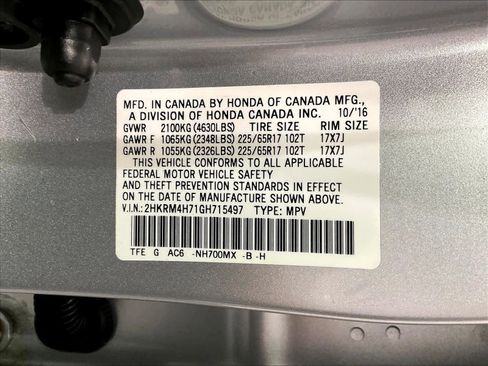 MFD. IN CANADA BY HONDA OF CANADA MFG.,
A DIVISION OF HONDA CANADA INC. 10/'16
GVWR 2100KG(4630LBS) TIRE SIZE RIM SIZE
GAWR F 1065KG(2348LBS) 225/65R17 102T 17X7J
GAWR R 1055KG(2326LBS) 225/65R17 102T 17X7J
THIS VEHICLE CONFORMS TO ALL APPLICABLE
FEDERAL MOTOR VEHICLE SAFETY
AND THEFT PREVENTION STANDARDS IN EFFECT
ON THE DATE OF MANUFACTURE SHOWN ABOVE.
V.I.N.:2HKRM4H71GH715497 TYPE: MPV
TFE G AC6 -NH700MX -B -H